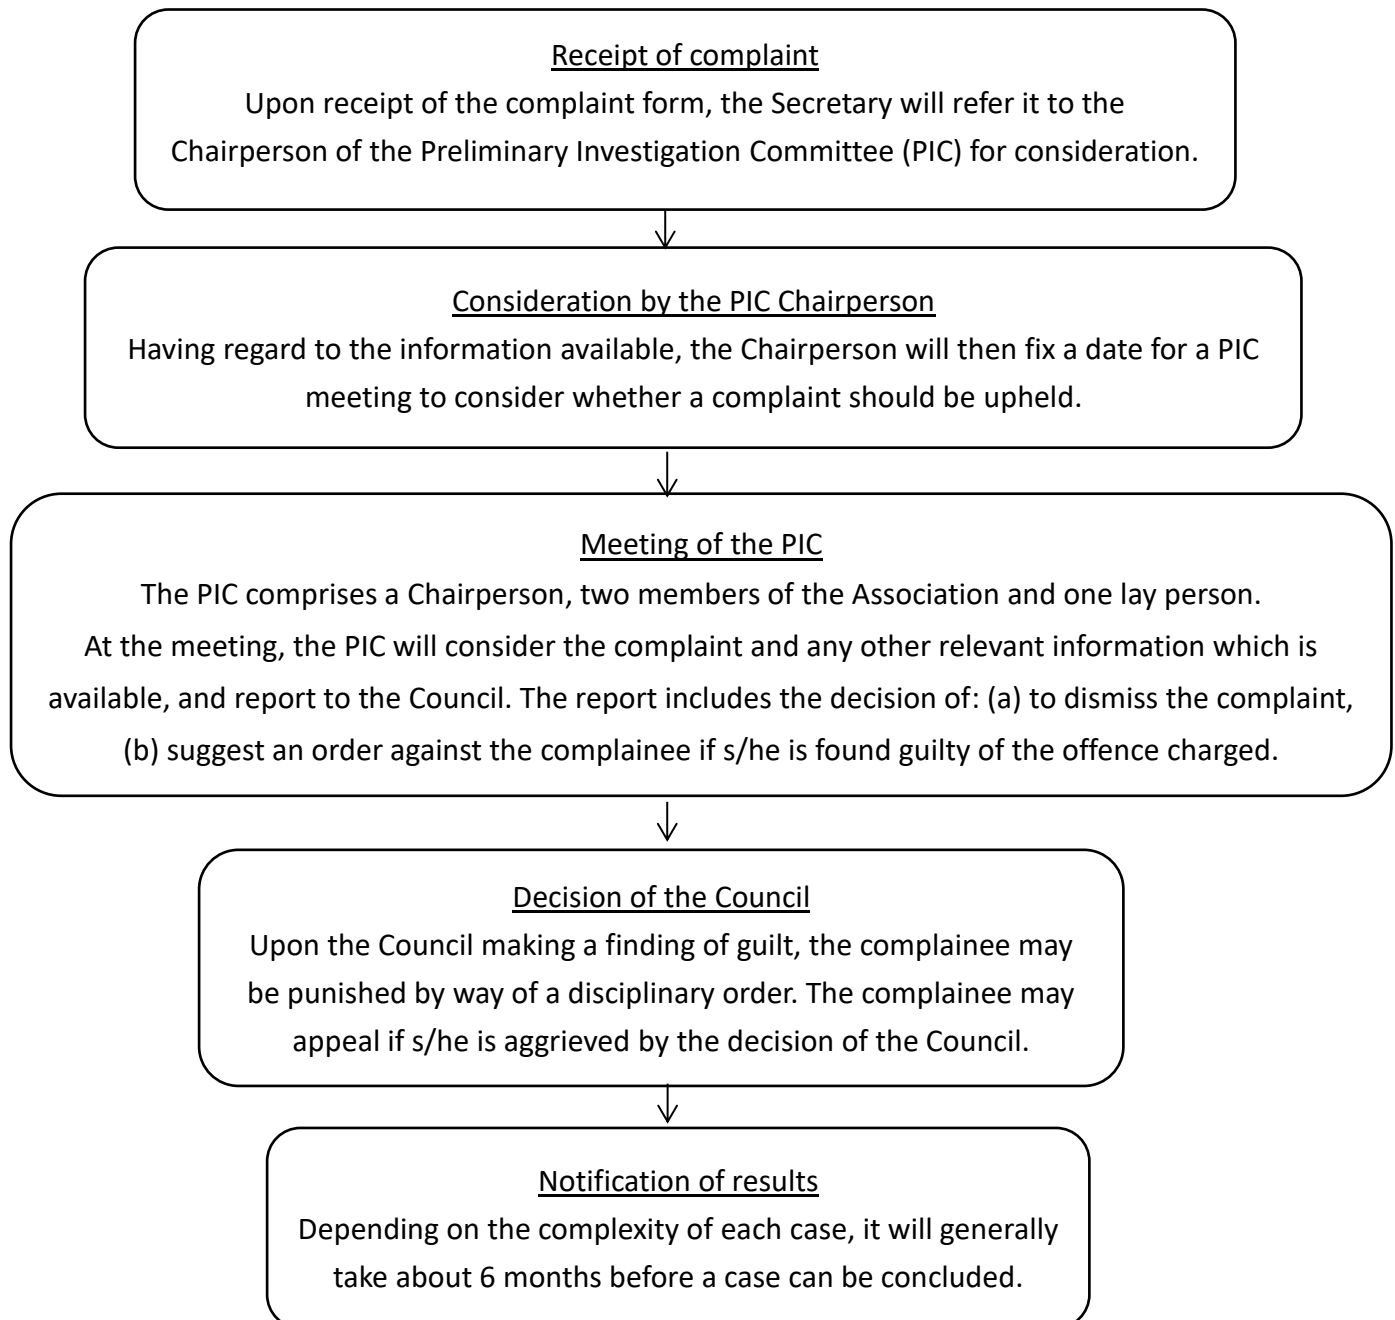 Receipt of complaint
Upon receipt of the complaint form, the Secretary will refer it to the
Chairperson of the Preliminary Investigation Committee (PIC) for consideration.
Consideration by the PIC Chairperson
Having regard to the information available, the Chairperson will then fix a date for a PIC
meeting to consider whether a complaint should be upheld.
Meeting of the PIC
The PIC comprises a Chairperson, two members of the Association and one lay person.
At the meeting, the PIC will consider the complaint and any other relevant information which is
available, and report to the Council. The report includes the decision of: (a) to dismiss the complaint,
(b) suggest an order against the complainee if s/he is found guilty of the offence charged.
Decision of the Council
Upon the Council making a finding of guilt, the complainee may
be punished by way of a disciplinary order. The complainee may
appeal if s/he is aggrieved by the decision of the Council.
Notification of results
Depending on the complexity of each case, it will generally
take about 6 months before a case can be concluded.